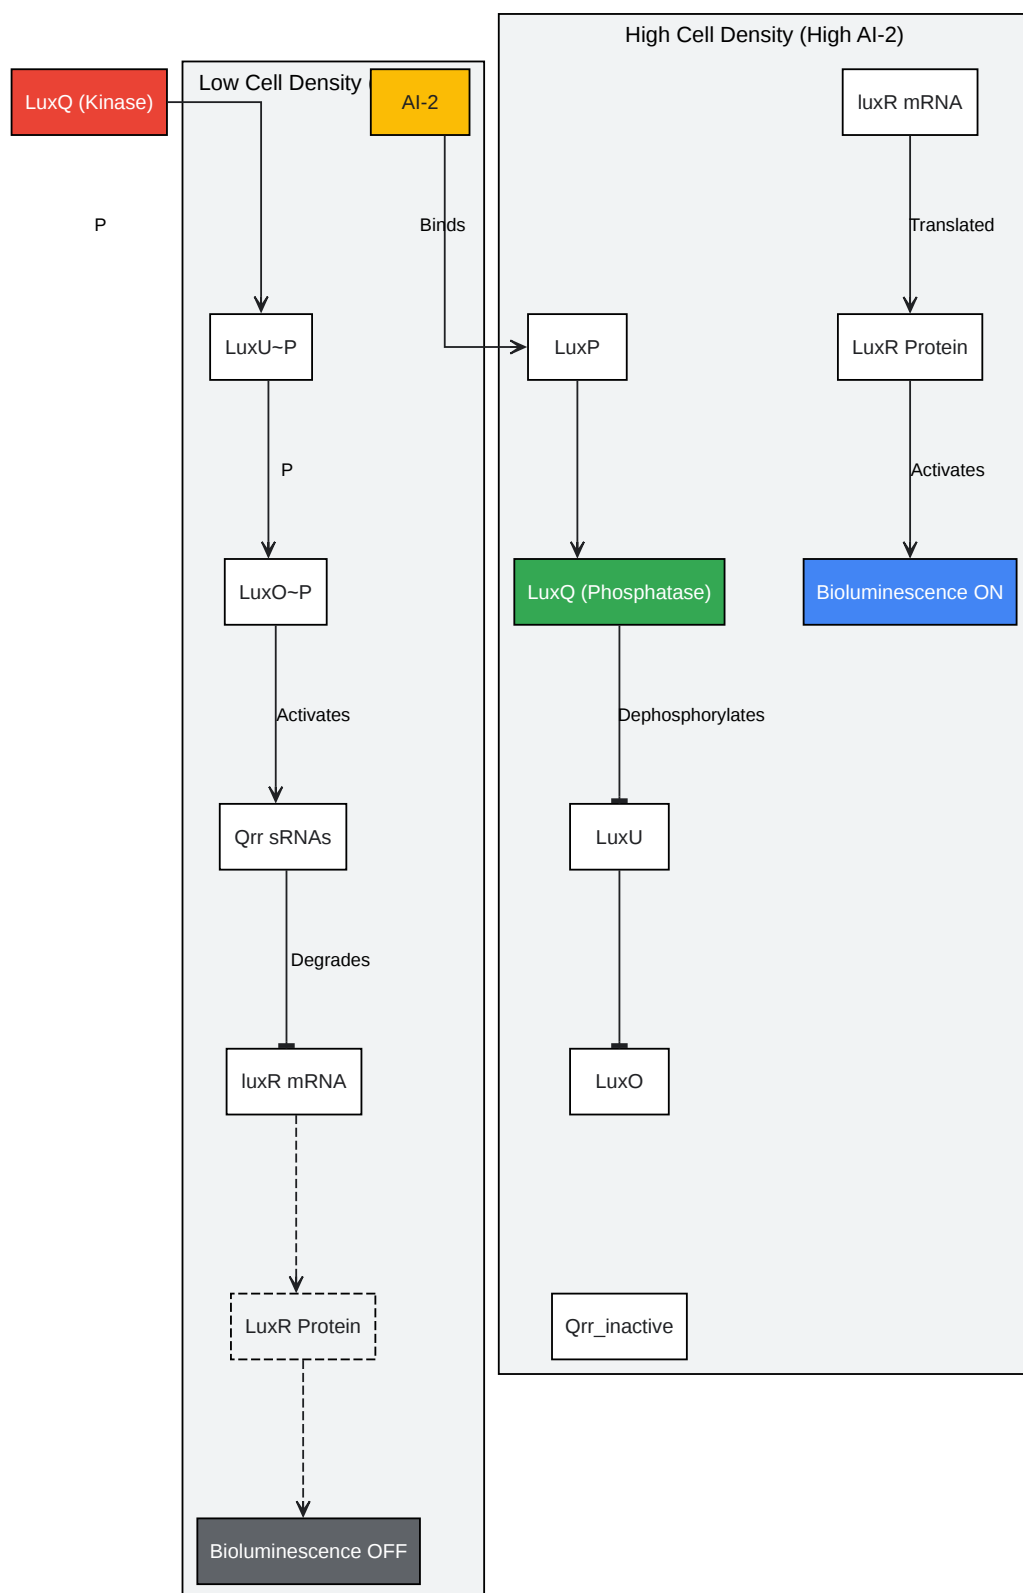 High Cell Density (High AI-2)
LuxQ (Kinase)
Low Cell Density (
AI-2
luxR mRNA
P
Binds
Translated
LuxU~P
LuxP
LuxR Protein
P
Activates
LuxO~P
LuxQ (Phosphatase)
Bioluminescence ON
Activates
Dephosphorylates
Qrr sRNAs
LuxU
Degrades
luxR mRNA
LuxO
LuxR Protein
Qrr_inactive
Bioluminescence OFF